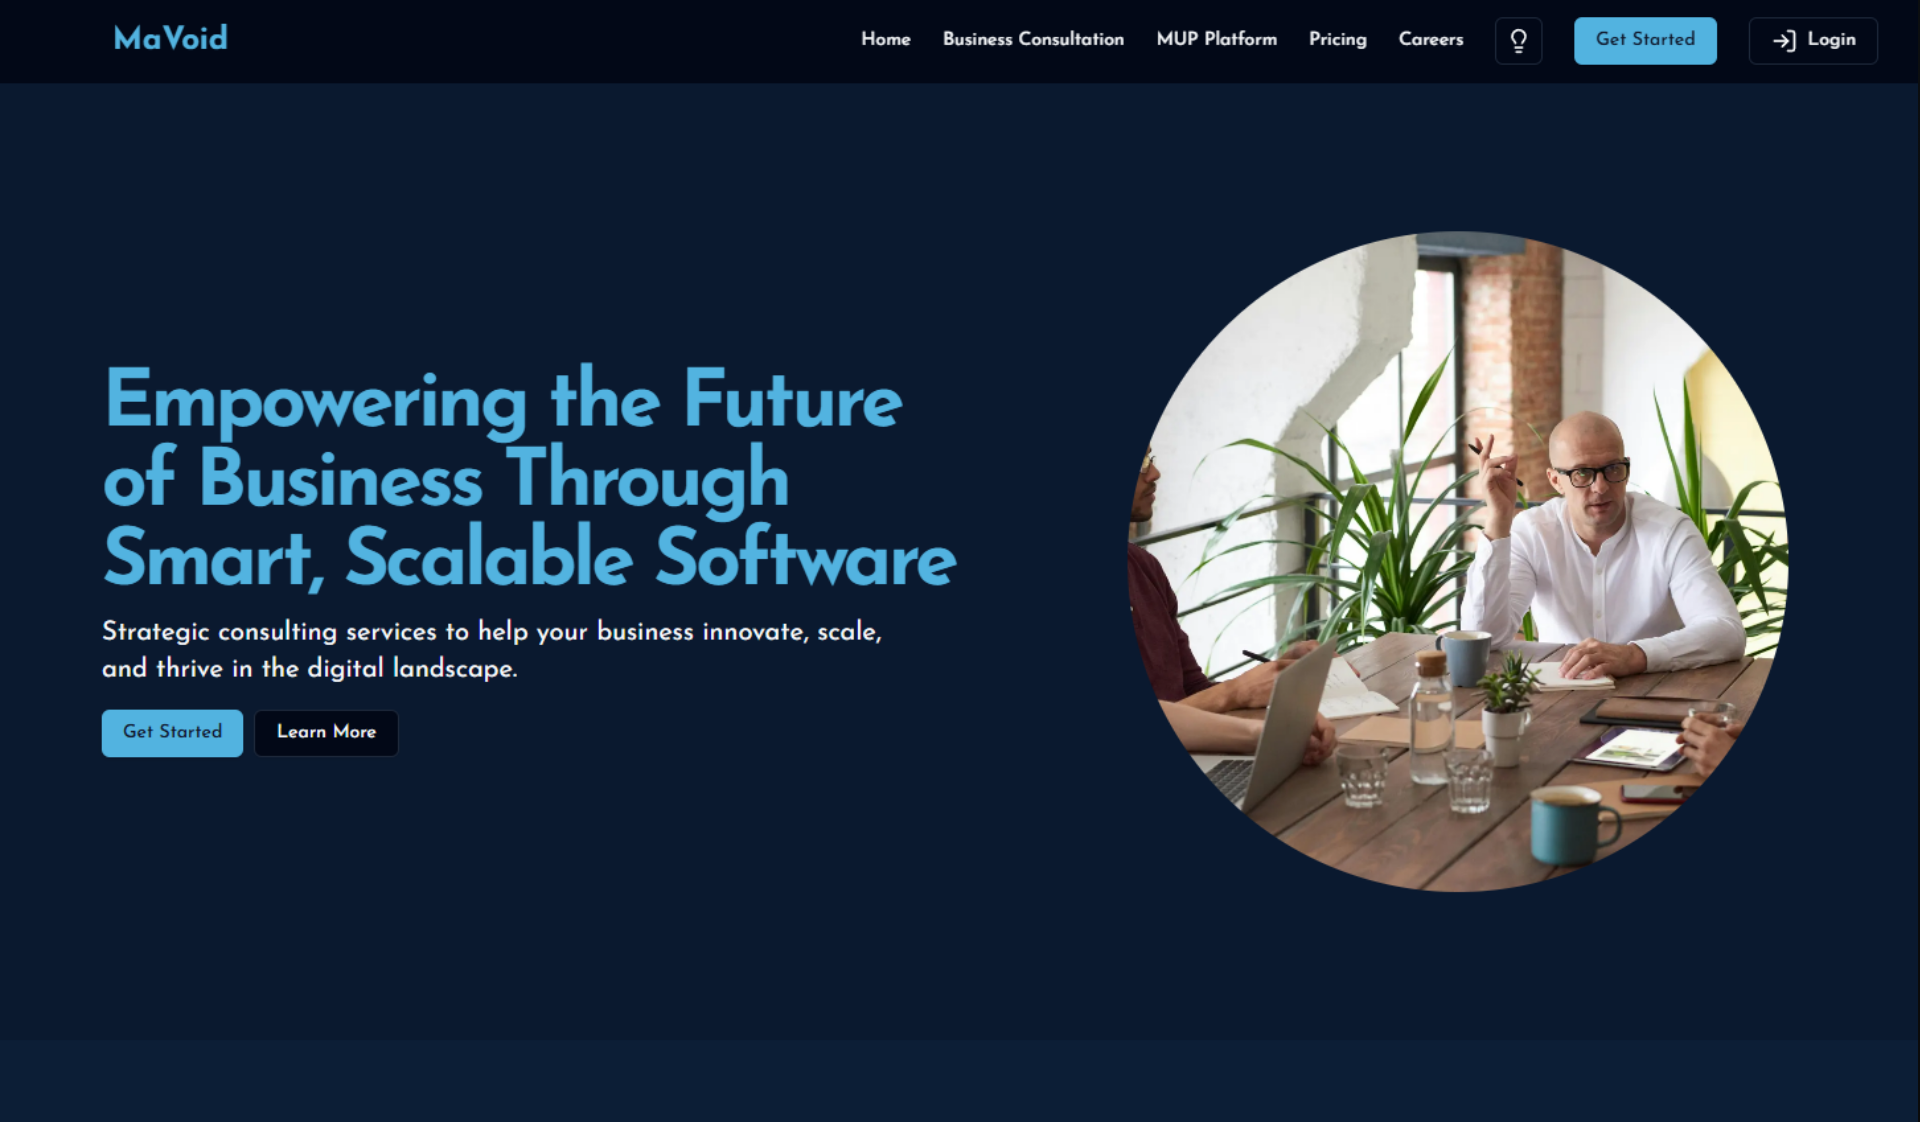 MaVoid
Home Business Consultation MUP Platform Pricing Careers Get Started Login
Empowering the Future
of Business Through
Smart, Scalable Software
Strategic consulting services to help your business innovate, scale,
and thrive in the digital landscape.
Get Started Learn More